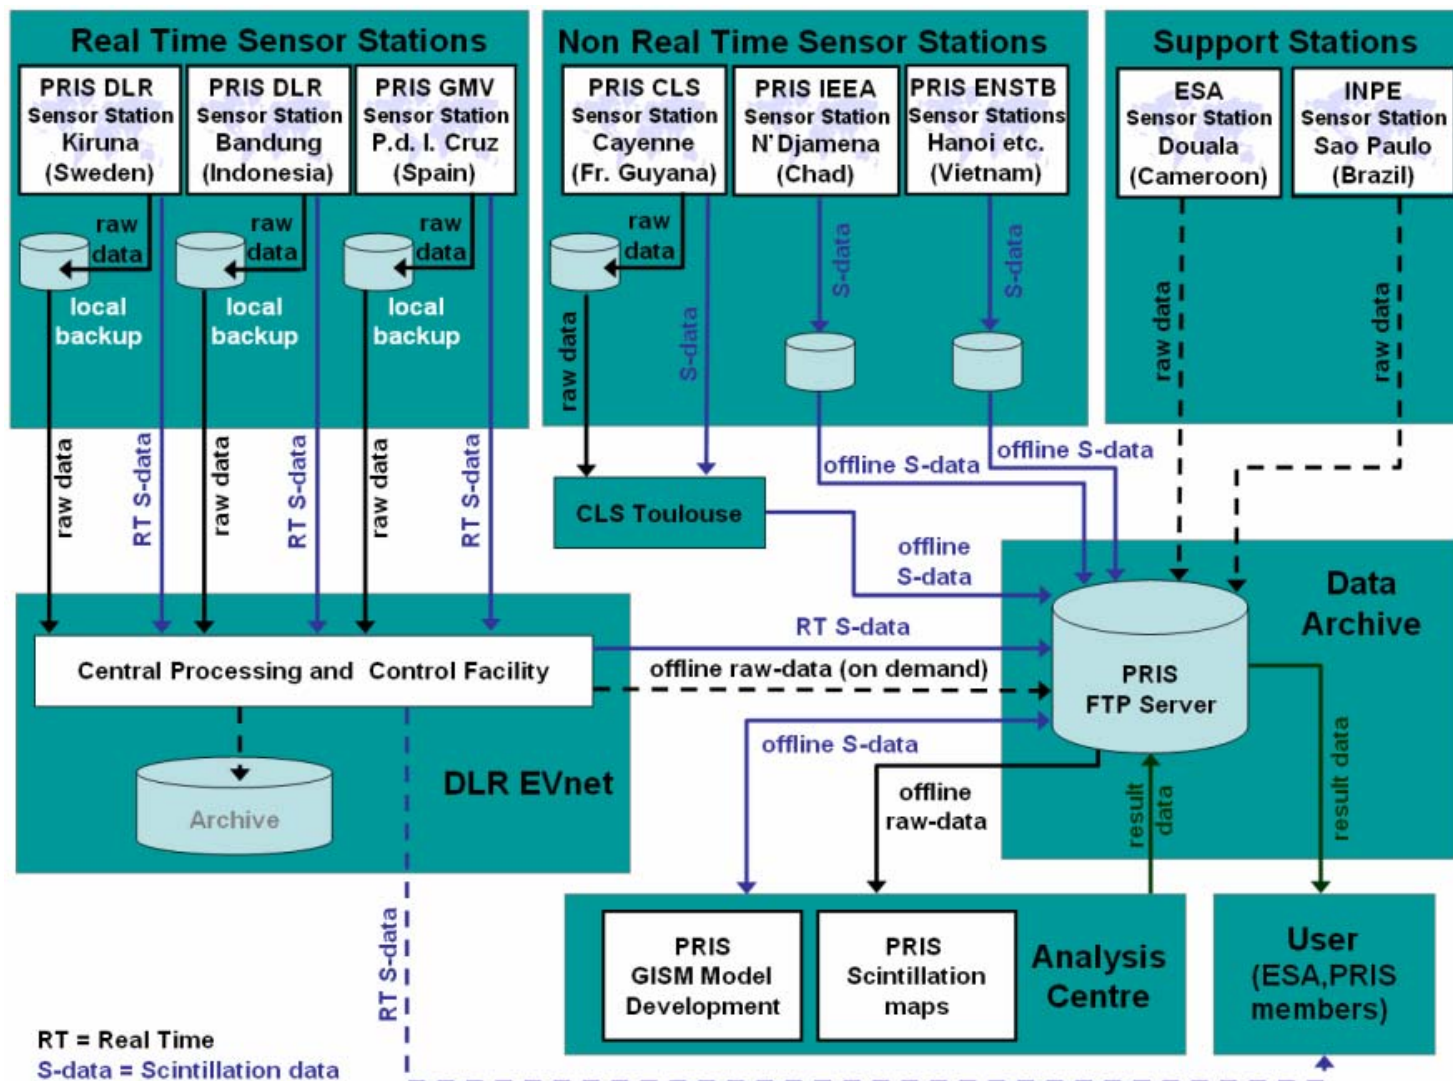 Real Time Sensor Stations
Non Real Time Sensor Stations
Support Stations
PRIS DLR
Sensor Station
Kiruna
(Sweden)
PRIS DLR
Sensor Station
Bandung
(Indonesia)
PRIS GMV
Sensor Station
P.d. I. Cruz
(Spain)
PRIS CLS
Sensor Station
Cayenne
(Fr. Guyana)
PRIS IEEA
Sensor Station
N'Djamena
(Chad)
PRIS ENSTB
Sensor Stations
Hanoi etc.
(Vietnam)
ESA
Sensor Station
Douala
(Cameroon)
INPE
Sensor Station
Sao Paulo
(Brazil)
raw
data
raw
data
raw
data
raw
data
S-data
S-data
local
backup
local
backup
local
backup
raw data
S-data
raw data
raw data
raw data
RT S-data
raw data
RT S-data
raw data
RT S-data
offline S-data
offline S-data
CLS Toulouse
offline
S-data
Data
Archive
RT S-data
Central Processing and Control Facility
offline raw-data (on demand)
PRIS
FTP Server
offline S-data
DLR EVnet
Archive
offline
raw-data
result
data
result data
RT S-data
PRIS
GISM Model
Development
PRIS
Scintillation
maps
Analysis
Centre
User
(ESA,PRIS
members)
RT = Real Time
S-data = Scintillation data